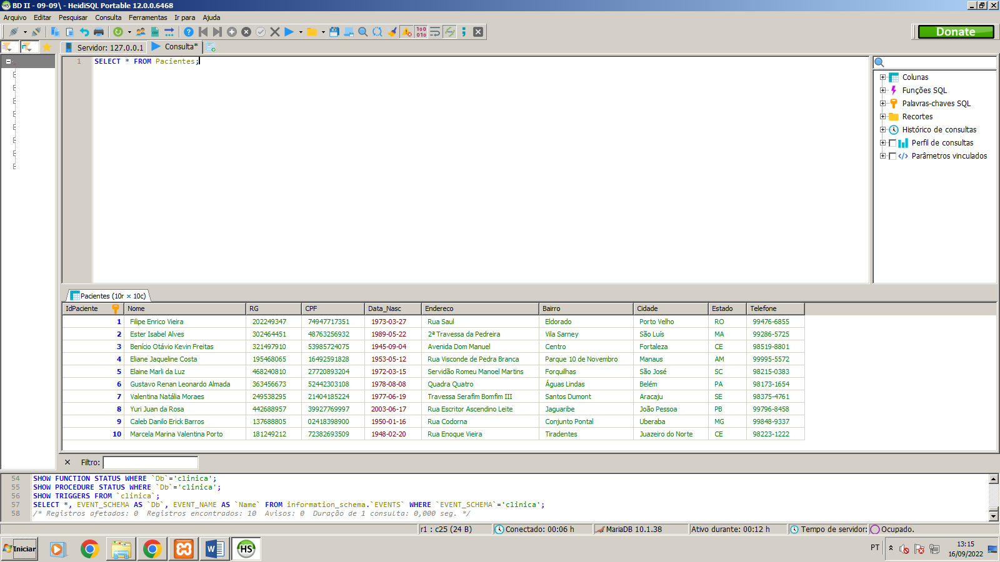 BD II - 09-09\ - HeidiSQL Portable 12.0.0.6468
Arquivo Editar Pesquisar Consulta Ferramentas Ir para Ajuda
Donate
Servidor: 127.0.0.1 Consulta*
1 SELECT * FROM Pacientes;
Colunas
Funções SQL
Palavras-chaves SQL
Recortes
Histórico de consultas
Perfil de consultas
Parâmetros vinculados
Pacientes (10r × 10c)
IdPaciente Nome RG CPF Data_Nasc Endereco Bairro Cidade Estado Telefone
1 Filipe Enrico Vieira 202249347 74947717351 1973-03-27 Rua Saul Eldorado Porto Velho RO 99476-6855
2 Ester Isabel Alves 302464451 48763256932 1989-05-22 2ª Travessa da Pedreira Vila Sarney São Luís MA 99286-5725
3 Benício Otávio Kevin Freitas 321497910 53985724075 1945-09-04 Avenida Dom Manuel Centro Fortaleza CE 98519-8801
4 Eliane Jaqueline Costa 195468065 16492591828 1953-05-12 Rua Visconde de Pedra Branca Parque 10 de Novembro Manaus AM 99995-5572
5 Elaine Marli da Luz 468240810 27720893204 1972-03-15 Servidão Romeu Manoel Martins Forquilhas São José SC 98215-0383
6 Gustavo Renan Leonardo Almada 363456673 52442303108 1978-08-08 Quadra Quatro Águas Lindas Belém PA 98173-1654
7 Valentina Natália Moraes 249538295 21404185224 1977-06-19 Travessa Serafim Bomfim III Santos Dumont Aracaju SE 98375-4761
8 Yuri Juan da Rosa 442688957 39927769997 2003-06-17 Rua Escritor Ascendino Leite Jaguaribe João Pessoa PB 99796-8458
9 Caleb Danilo Erick Barros 137688805 02418398900 1950-01-16 Rua Codorna Conjunto Pontal Uberaba MG 99848-9337
10 Marcela Marina Valentina Porto 181249212 72382693509 1948-02-20 Rua Enoque Vieira Tiradentes Juazeiro do Norte CE 98223-1222
Filtro:
54 SHOW FUNCTION STATUS WHERE `Db`='clinica';
55 SHOW PROCEDURE STATUS WHERE `Db`='clinica';
56 SHOW TRIGGERS FROM `clinica`;
57 SELECT *, EVENT_SCHEMA AS `Db`, EVENT_NAME AS `Name` FROM information_schema.`EVENTS` WHERE `EVENT_SCHEMA`='clinica';
58 /* Registros afetados: 0 Registros encontrados: 10 Avisos: 0 Duração de 1 consulta: 0,000 seg. */
r1 : c25 (24 B) Conectado: 00:06 h MariaDB 10.1.38 Ativo durante: 00:12 h Tempo de servidor: Ocupado.
Iniciar HS PT 13:15
16/09/2022